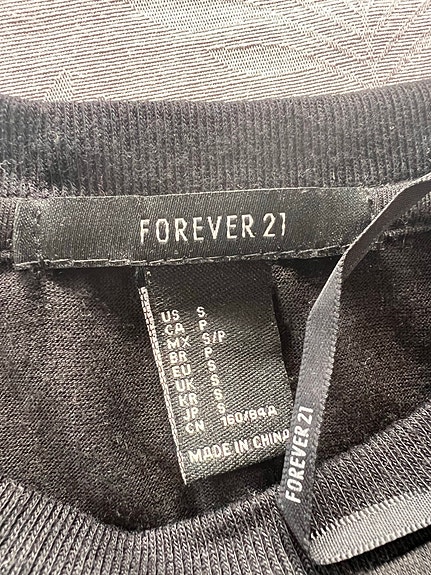 FOREVER 21
US S
CA P
MX S/P
BR P
EU S
UK S
KR S
JP S
CN 160/84A
MADE IN CHINA
FOREVER 21